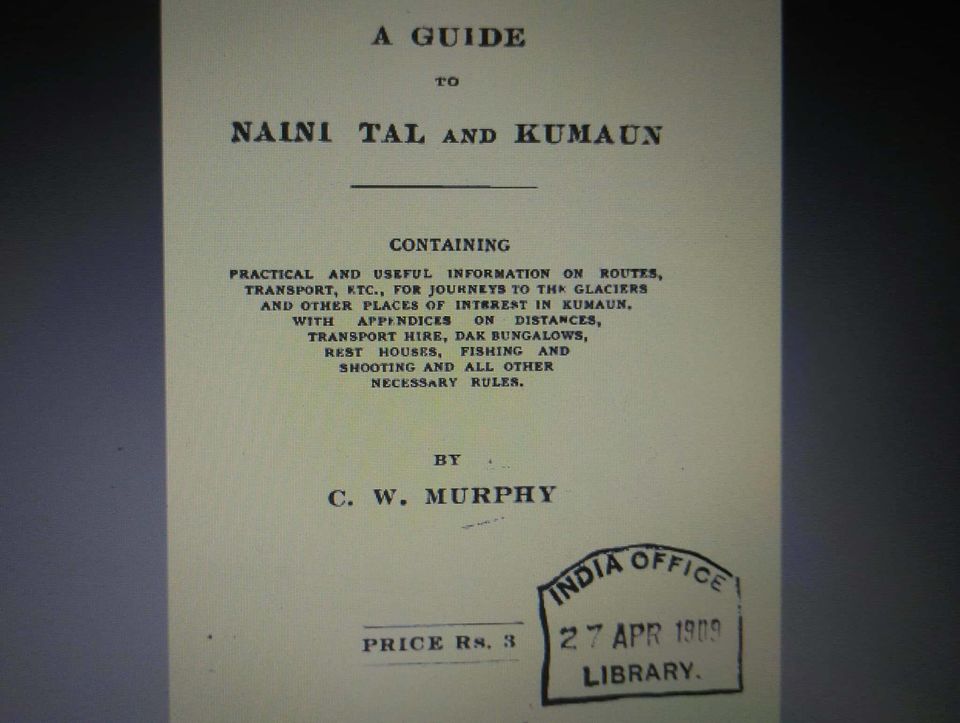 A GUIDE
TO
NAINI TAL AND KUMAUN
CONTAINING
PRACTICAL AND USEFUL INFORMATION ON ROUTES,
TRANSPORT, ETC., FOR JOURNEYS TO THE GLACIERS
AND OTHER PLACES OF INTEREST IN KUMAUN.
WITH APPENDICES ON DISTANCES,
TRANSPORT HIRE, DAK BUNGALOWS,
REST HOUSES, FISHING AND
SHOOTING AND ALL OTHER
NECESSARY RULES.
BY
C. W. MURPHY
PRICE Rs. 3
INDIA OFFICE
27 APR 1909
LIBRARY.